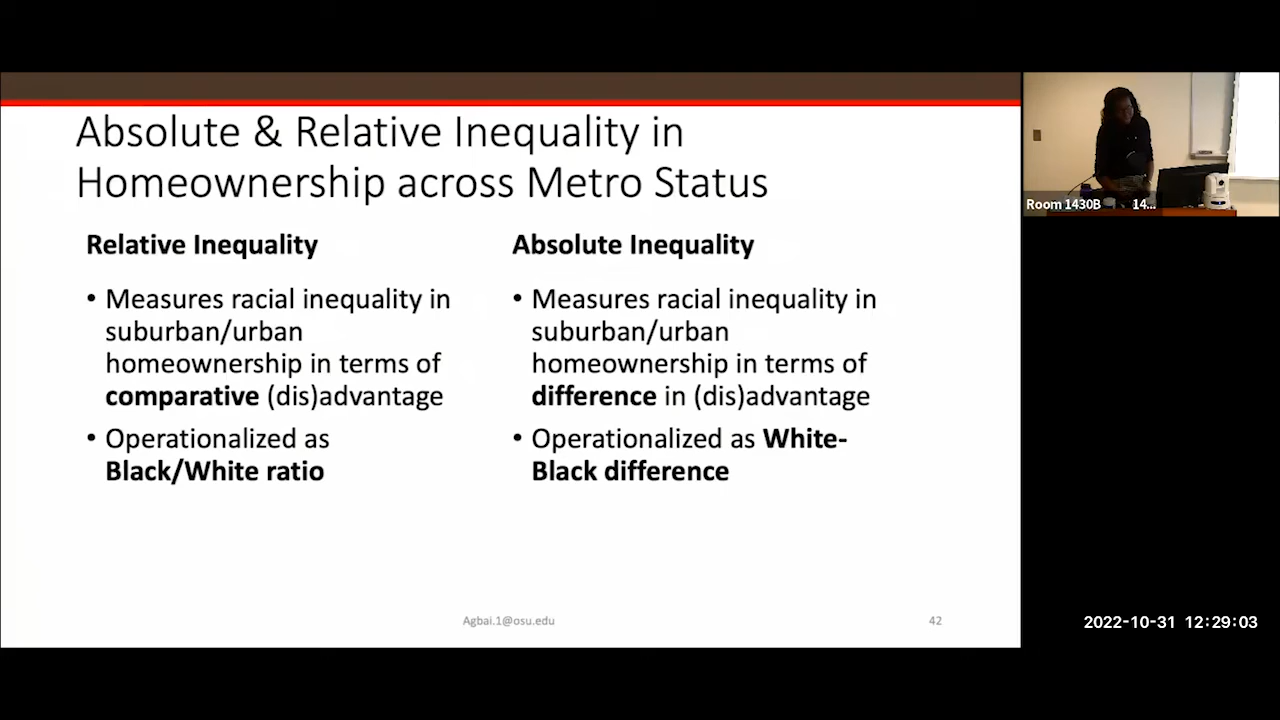 Absolute & Relative Inequality in
Homeownership across Metro Status
Relative Inequality
• Measures racial inequality in
suburban/urban
homeownership in terms of
comparative (dis)advantage
• Operationalized as
Black/White ratio
Absolute Inequality
• Measures racial inequality in
suburban/urban
homeownership in terms of
difference in (dis)advantage
• Operationalized as White-
Black difference
Agbai.1@osu.edu
42
Room 1430B 14...
2022-10-31 12:29:03